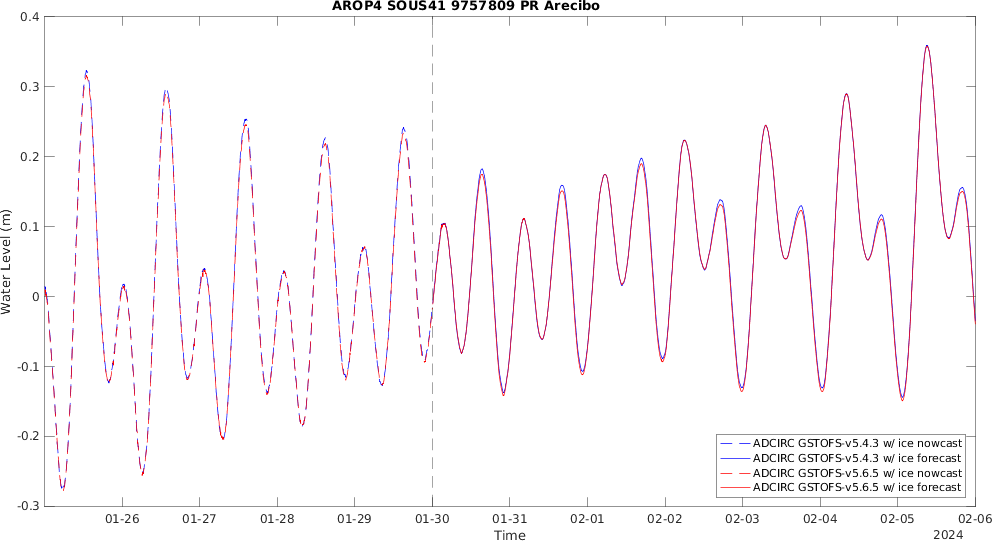 AROP4 SOUS41 9757809 PR Arecibo
0.4
0.3
0.2
0.1
0
-0.1
-0.2
-0.3
Water Level (m)
ADCIRC GSTOFS-v5.4.3 w/ ice nowcast
ADCIRC GSTOFS-v5.4.3 w/ ice forecast
ADCIRC GSTOFS-v5.6.5 w/ ice nowcast
ADCIRC GSTOFS-v5.6.5 w/ ice forecast
01-26 01-27 01-28 01-29 01-30 01-31 02-01 02-02 02-03 02-04 02-05 02-06
Time
2024